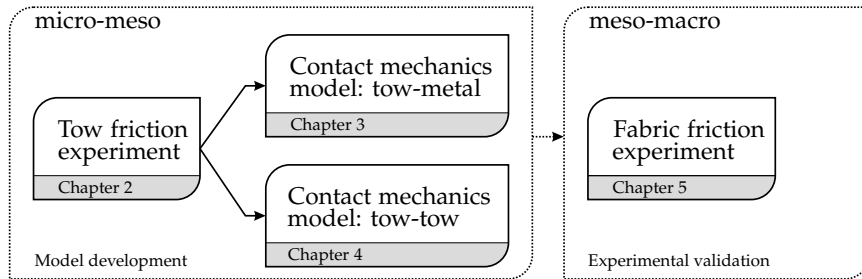 micro-meso
Tow friction
experiment
Chapter 2
Contact mechanics
model: tow-metal
Chapter 3
Contact mechanics
model: tow-tow
Chapter 4
Model development
meso-macro
Fabric friction
experiment
Chapter 5
Experimental validation